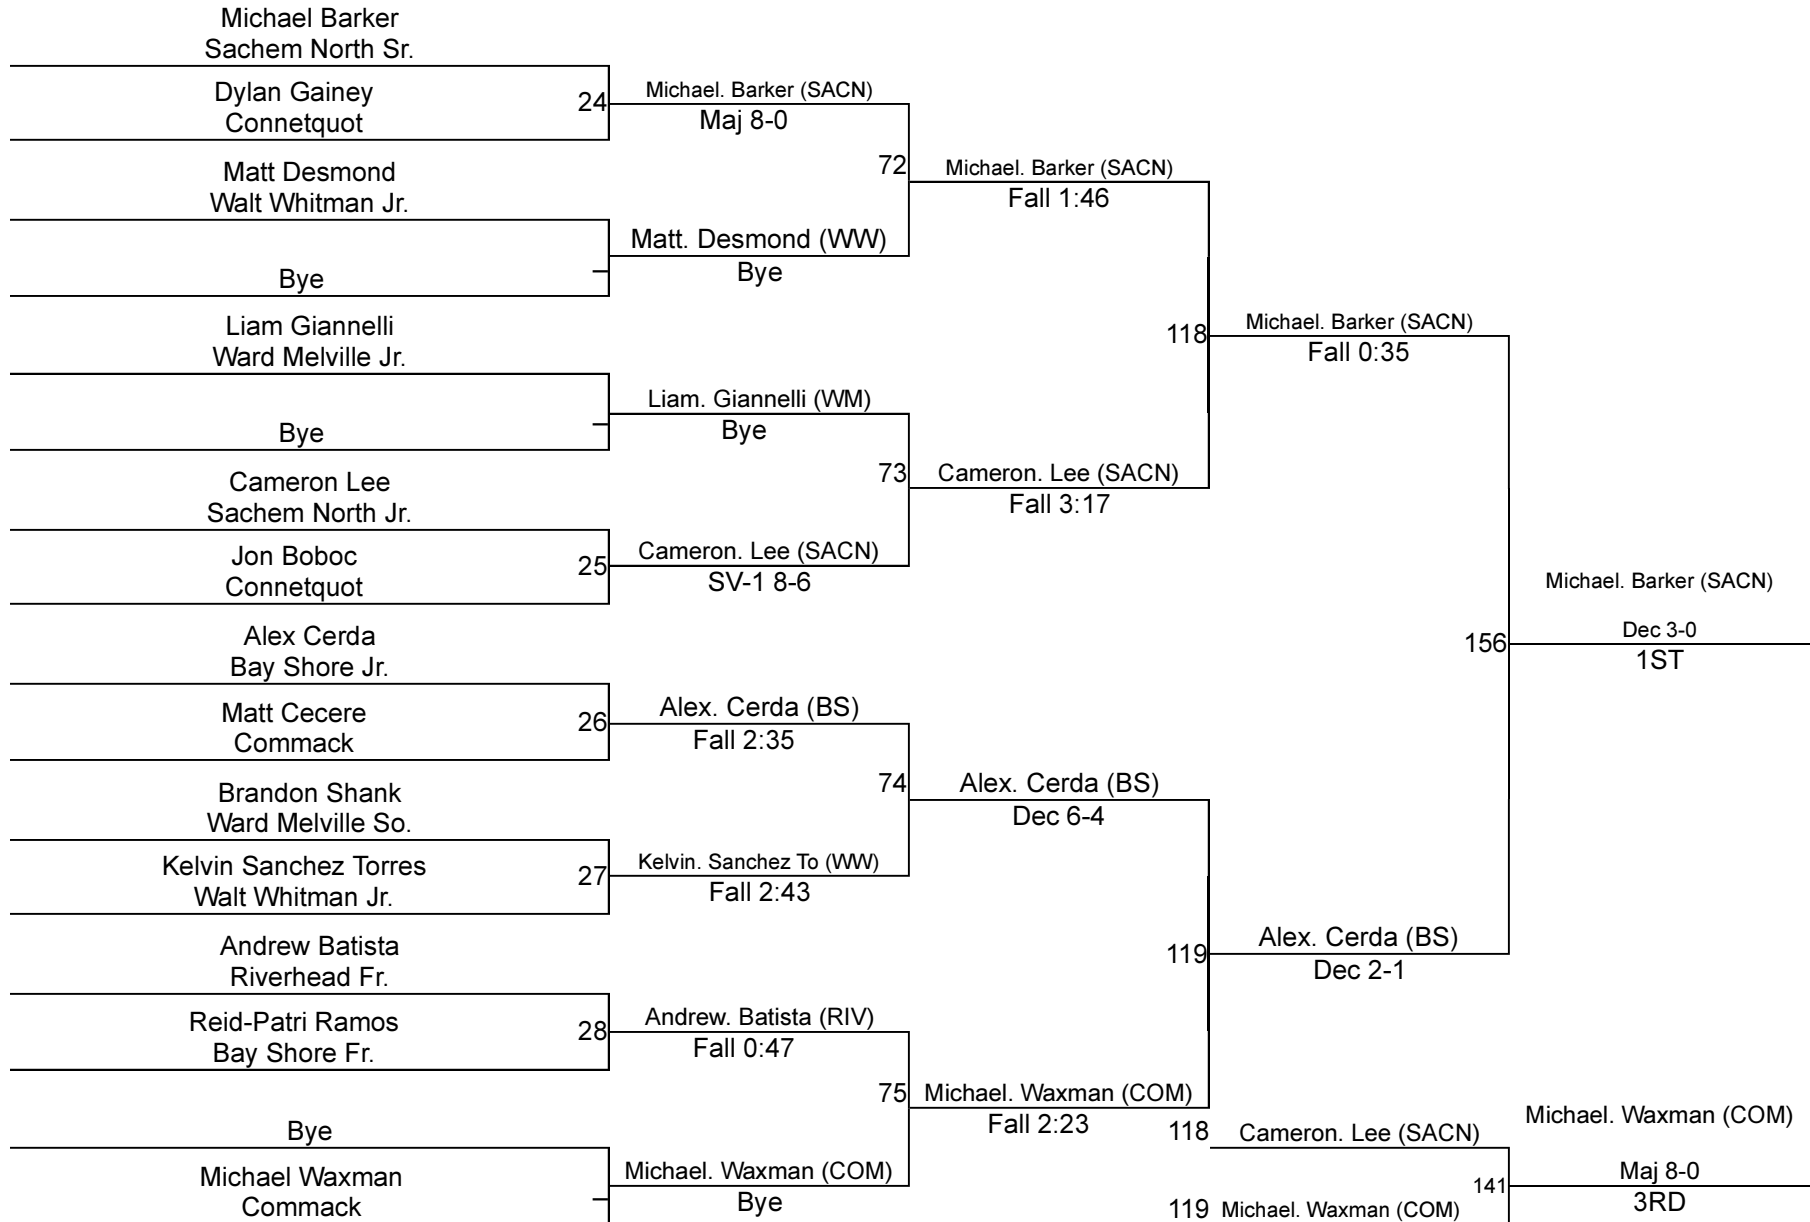 Michael Barker
Sachem North Sr.
Dylan Gainey
Connetquot
24
Michael. Barker (SACN)
Maj 8-0
Matt Desmond
Walt Whitman Jr.
72
Michael. Barker (SACN)
Fall 1:46
Matt. Desmond (WW)
Bye
Bye
Liam Giannelli
Ward Melville Jr.
118
Michael. Barker (SACN)
Fall 0:35
Liam. Giannelli (WM)
Bye
Bye
Cameron Lee
Sachem North Jr.
73
Cameron. Lee (SACN)
Fall 3:17
Jon Boboc
Connetquot
25
Cameron. Lee (SACN)
SV-1 8-6
Michael. Barker (SACN)
Alex Cerda
Bay Shore Jr.
156
Dec 3-0
1ST
Matt Cecere
Commack
26
Alex. Cerda (BS)
Fall 2:35
Brandon Shank
Ward Melville So.
74
Alex. Cerda (BS)
Dec 6-4
Kelvin Sanchez Torres
Walt Whitman Jr.
27
Kelvin. Sanchez To (WW)
Fall 2:43
Andrew Batista
Riverhead Fr.
119
Alex. Cerda (BS)
Dec 2-1
Reid-Patri Ramos
Bay Shore Fr.
28
Andrew. Batista (RIV)
Fall 0:47
75
Michael. Waxman (COM)
Fall 2:23
Bye
118
Cameron. Lee (SACN)
Michael. Waxman (COM)
Michael Waxman
Commack
Michael. Waxman (COM)
Bye
141
Maj 8-0
3RD
119
Michael. Waxman (COM)